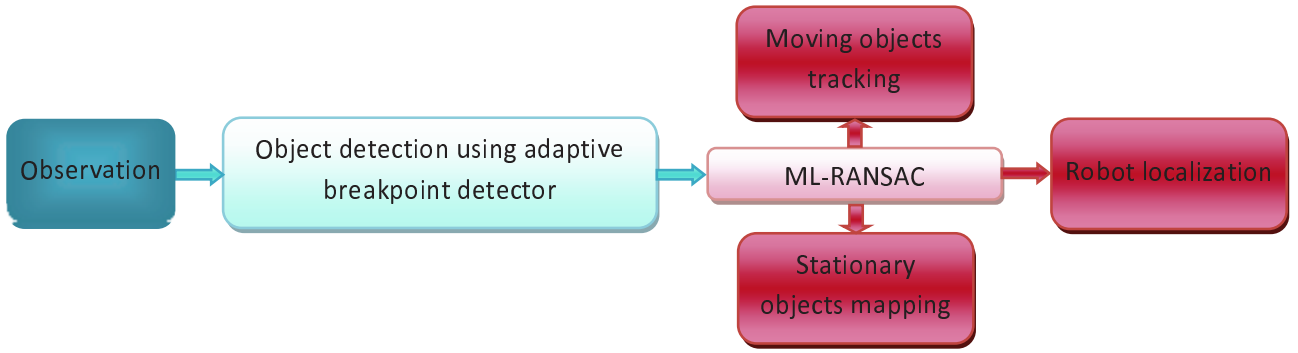 Observation
Object detection using adaptive
breakpoint detector
Moving objects
tracking
ML-RANSAC
Stationary
objects mapping
Robot localization